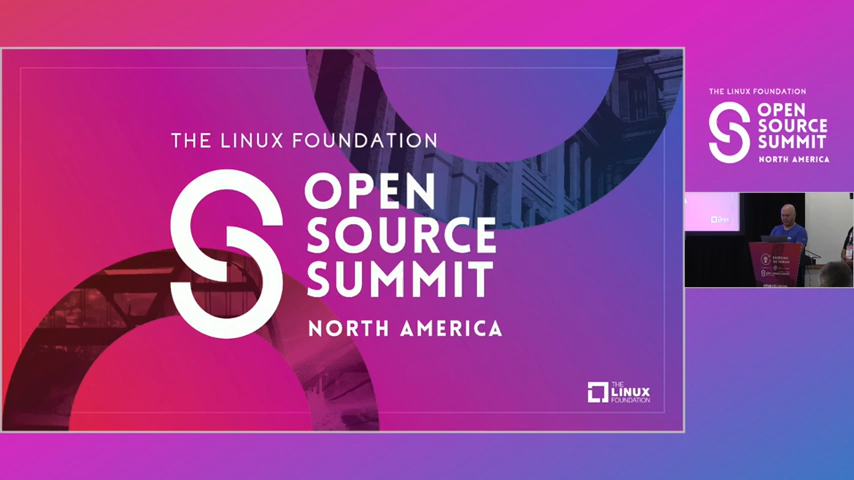 THE LINUX FOUNDATION
OPEN
SOURCE
SUMMIT
NORTH AMERICA
THE
LINUX
FOUNDATION
THE LINUX FOUNDATION
OPEN
SOURCE
SUMMIT
NORTH AMERICA